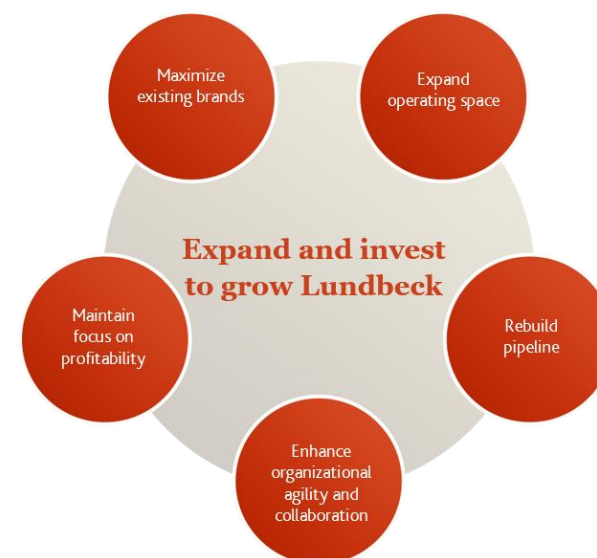 Maximize
existing brands
Expand
operating space
Expand and invest
to grow Lundbeck
Maintain
focus on
profitability
Rebuild
pipeline
Enhance
organizational
agility and
collaboration